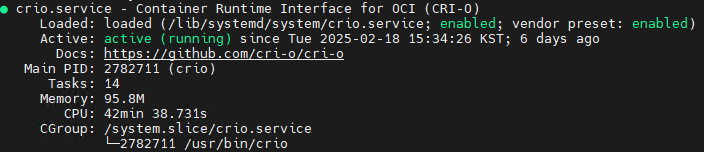 ● crio.service - Container Runtime Interface for OCI (CRI-O)
Loaded: loaded (/lib/systemd/system/crio.service; enabled; vendor preset: enabled)
Active: active (running) since Tue 2025-02-18 15:34:26 KST; 6 days ago
Docs: https://github.com/cri-o/cri-o
Main PID: 2782711 (crio)
Tasks: 14
Memory: 95.8M
CPU: 42min 38.731s
CGroup: /system.slice/crio.service
└─2782711 /usr/bin/crio